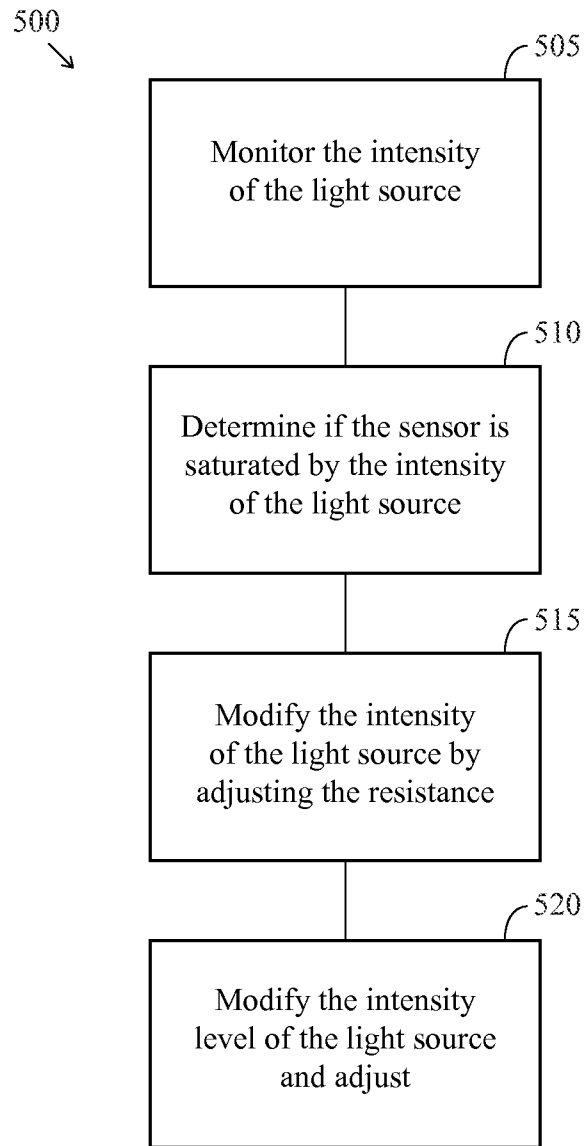 500
505
Monitor the intensity
of the light source
510
Determine if the sensor is
saturated by the intensity
of the light source
515
Modify the intensity
of the light source by
adjusting the resistance
520
Modify the intensity
level of the light source
and adjust